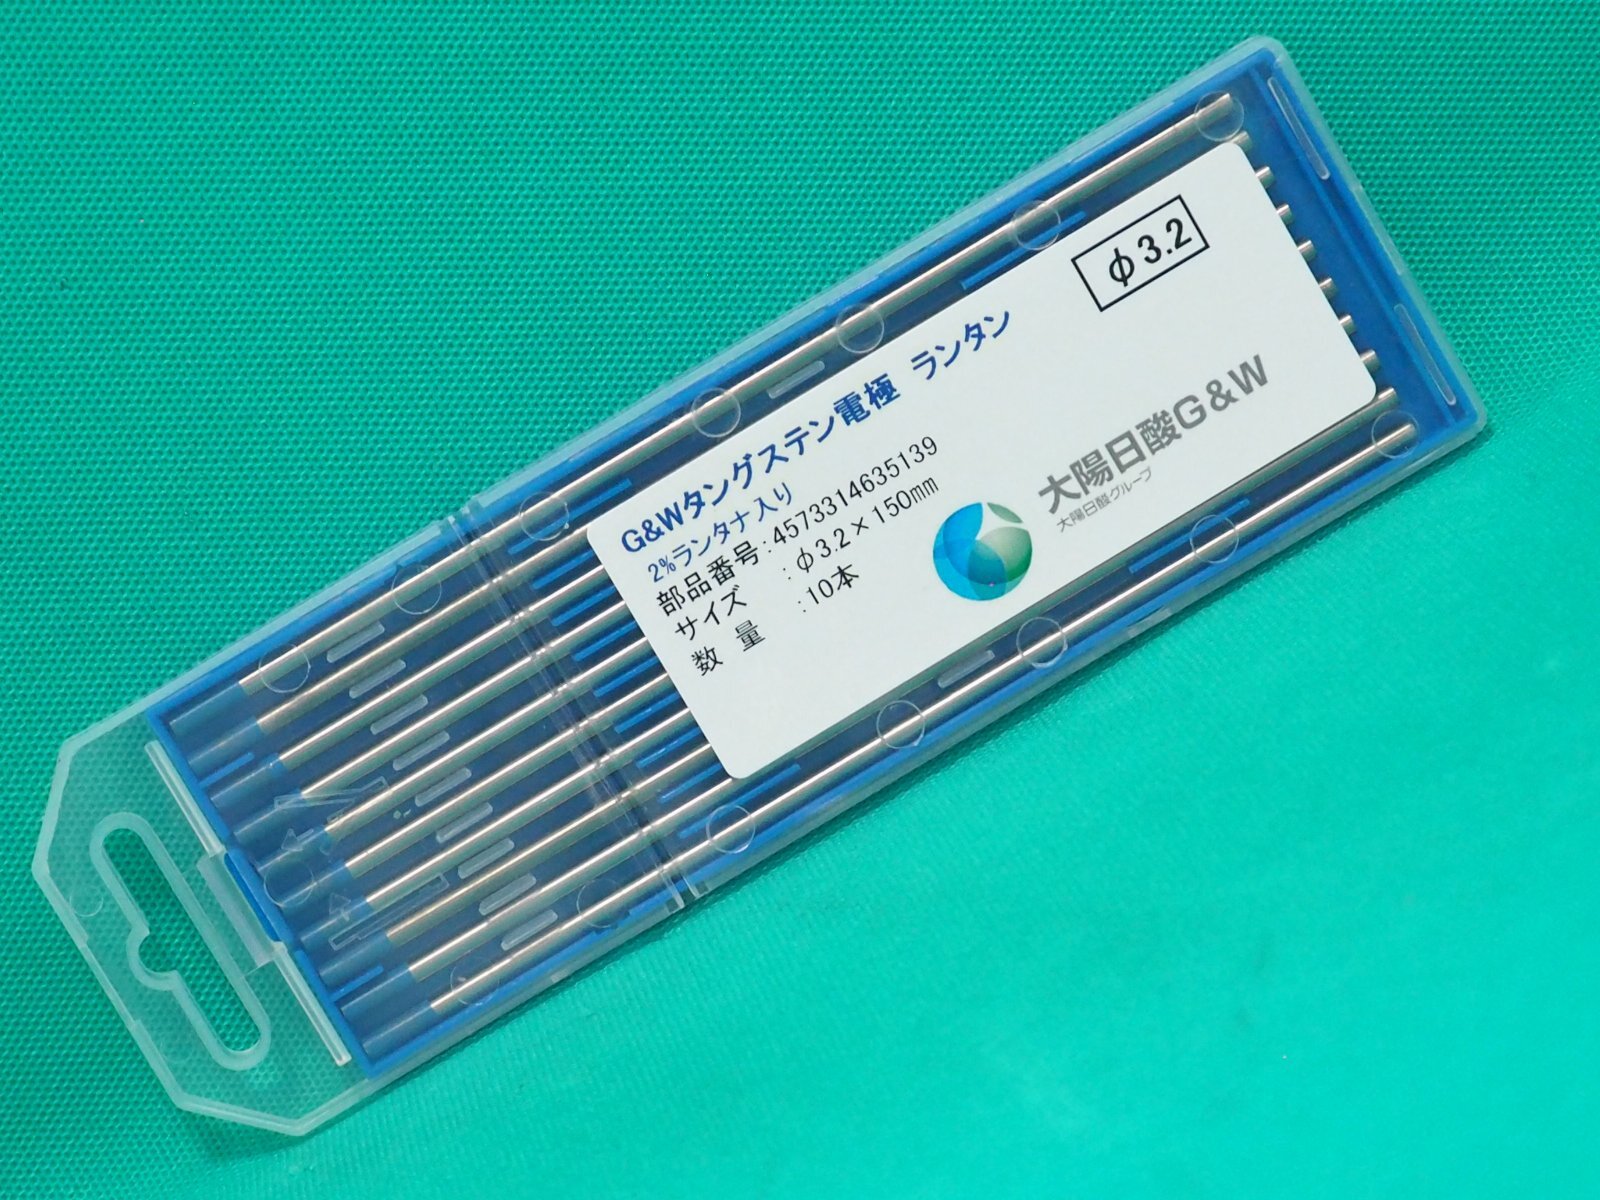 φ3.2
G&Wタングステン電極 ランタン
2%ランタナ入り
部品番号:4573314635139
サイズ :φ3.2×150mm
数 量 :10本
大陽日酸G&W
大陽日酸グループ